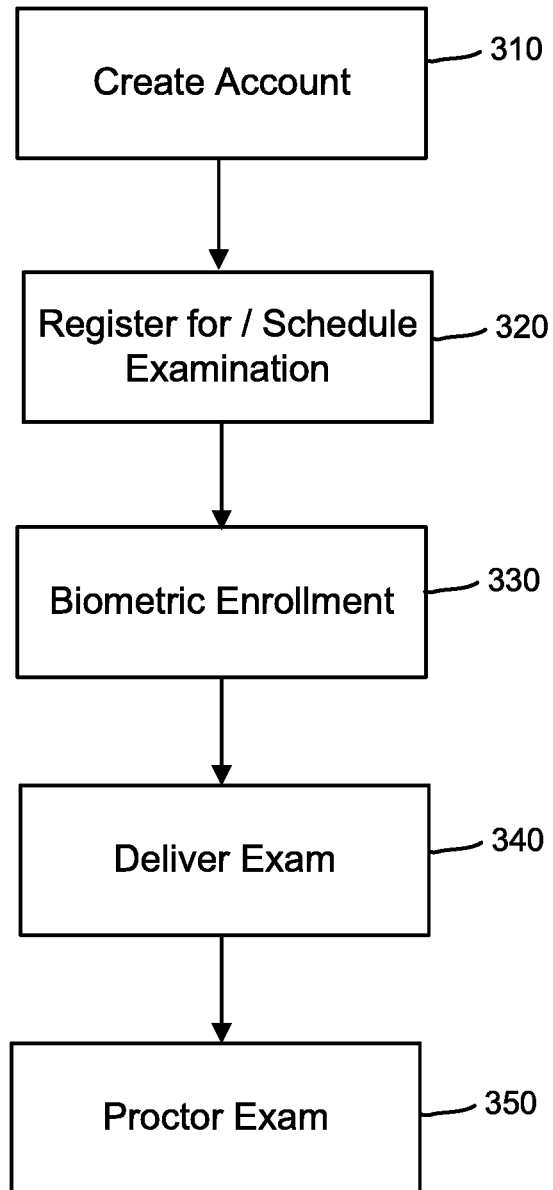 Create Account
310
Register for / Schedule
Examination
320
Biometric Enrollment
330
Deliver Exam
340
Proctor Exam
350